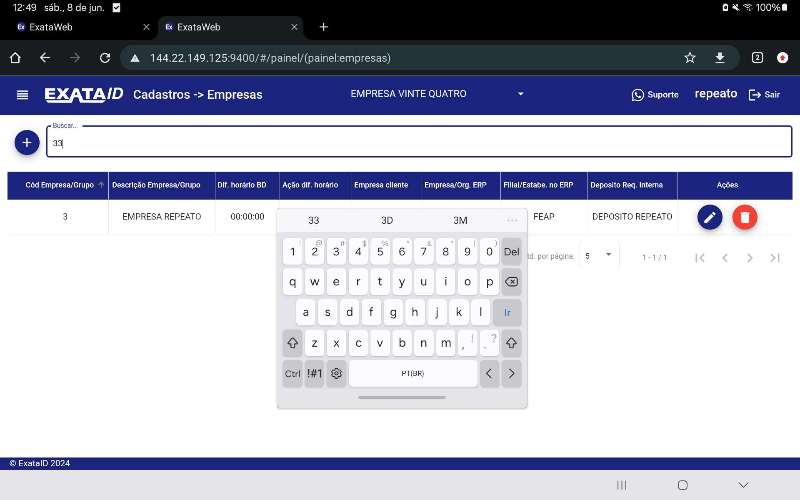 12:49 sáb., 8 de jun. 100%
ExataWeb
ExataWeb
144.22.149.125:9400/#/painel/(painel:empresas) 2
EXATAID Cadastros -> Empresas EMPRESA VINTE QUATRO Suporte repeato Sair
Buscar...
33
Cód Empresa/Grupo Descrição Empresa/Grupo Dif. horário BD Ação dif. horário Empresa cliente Empresa/Org. ERP Filial/Estabe. no ERP Deposito Req. Interna Ações
3 EMPRESA REPEATO 00:00:00 FEAP DEPOSITO REPEATO
33 3D 3M ...
td. por página: 5 1 - 1 / 1
1 2 3 4 5 6 7 8 9 0 Del
q w e r t y u i o p
a s d f g h j k l Ir
z x c v b n m , ! . ?
Ctrl !#1 PT(BR)
© ExataID 2024